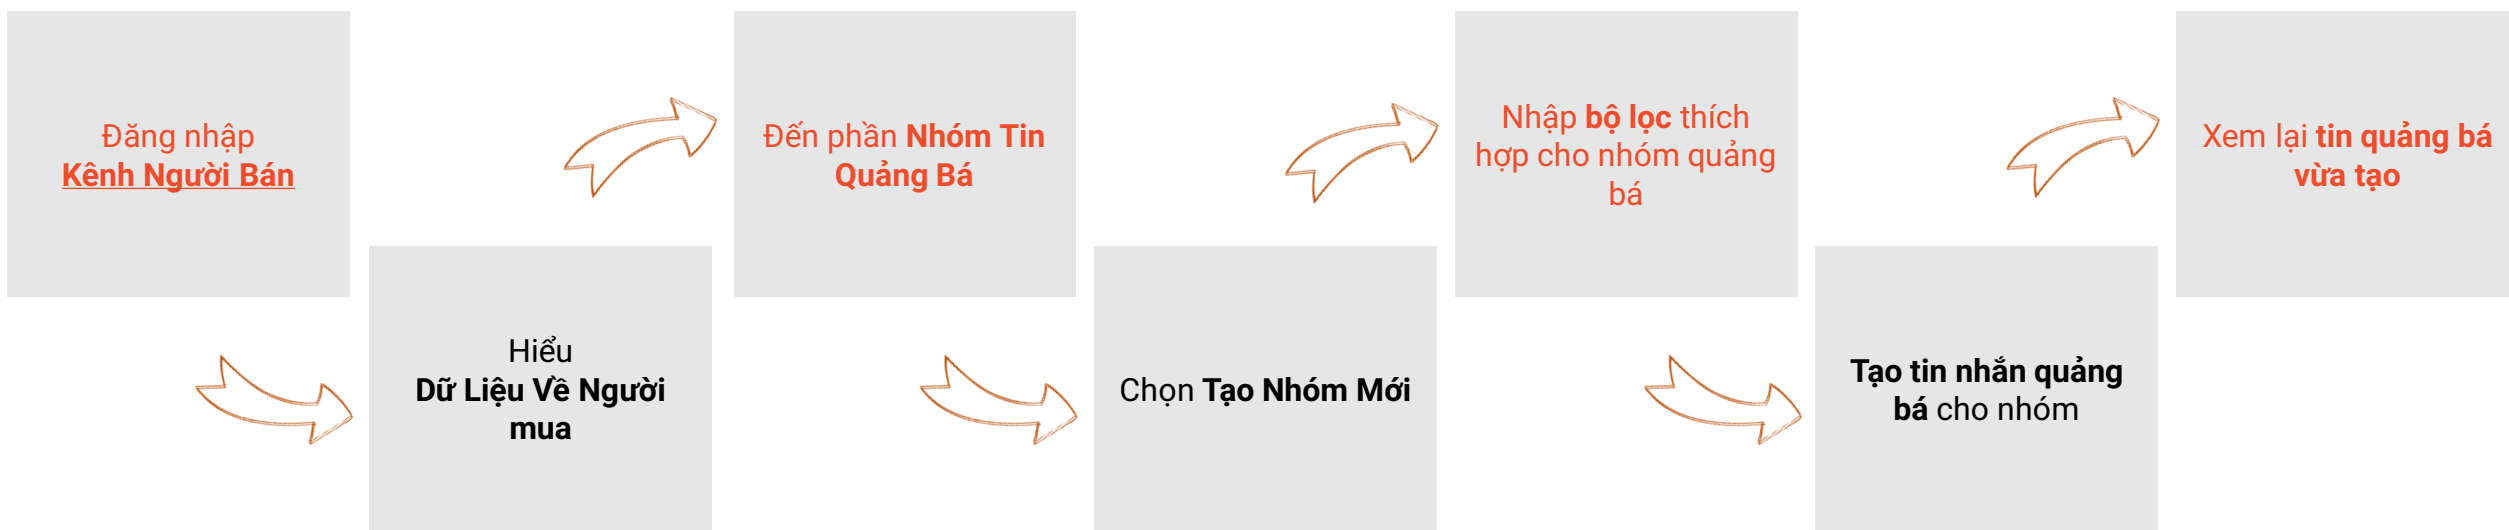 Đăng nhập
Kênh Người Bán
Hiểu
Dữ Liệu Về Người
mua
Đến phần Nhóm Tin
Quảng Bá
Chọn Tạo Nhóm Mới
Nhập bộ lọc thích
hợp cho nhóm quảng
bá
Tạo tin nhắn quảng
bá cho nhóm
Xem lại tin quảng bá
vừa tạo